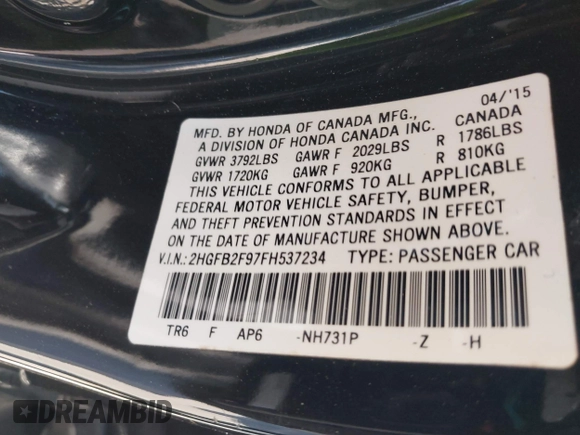 04/'15
MFD. BY HONDA OF CANADA MFG., CANADA
A DIVISION OF HONDA CANADA INC.
GVWR 3792LBS GAWR F 2029LBS R 1786LBS
GVWR 1720KG GAWR F 920KG R 810KG
THIS VEHICLE CONFORMS TO ALL APPLICABLE
FEDERAL MOTOR VEHICLE SAFETY, BUMPER,
AND THEFT PREVENTION STANDARDS IN EFFECT
ON THE DATE OF MANUFACTURE SHOWN ABOVE.
V.I.N.: 2HGFB2F97FH537234 TYPE: PASSENGER CAR
TR6 F AP6 -NH731P -Z -H
DREAMBID